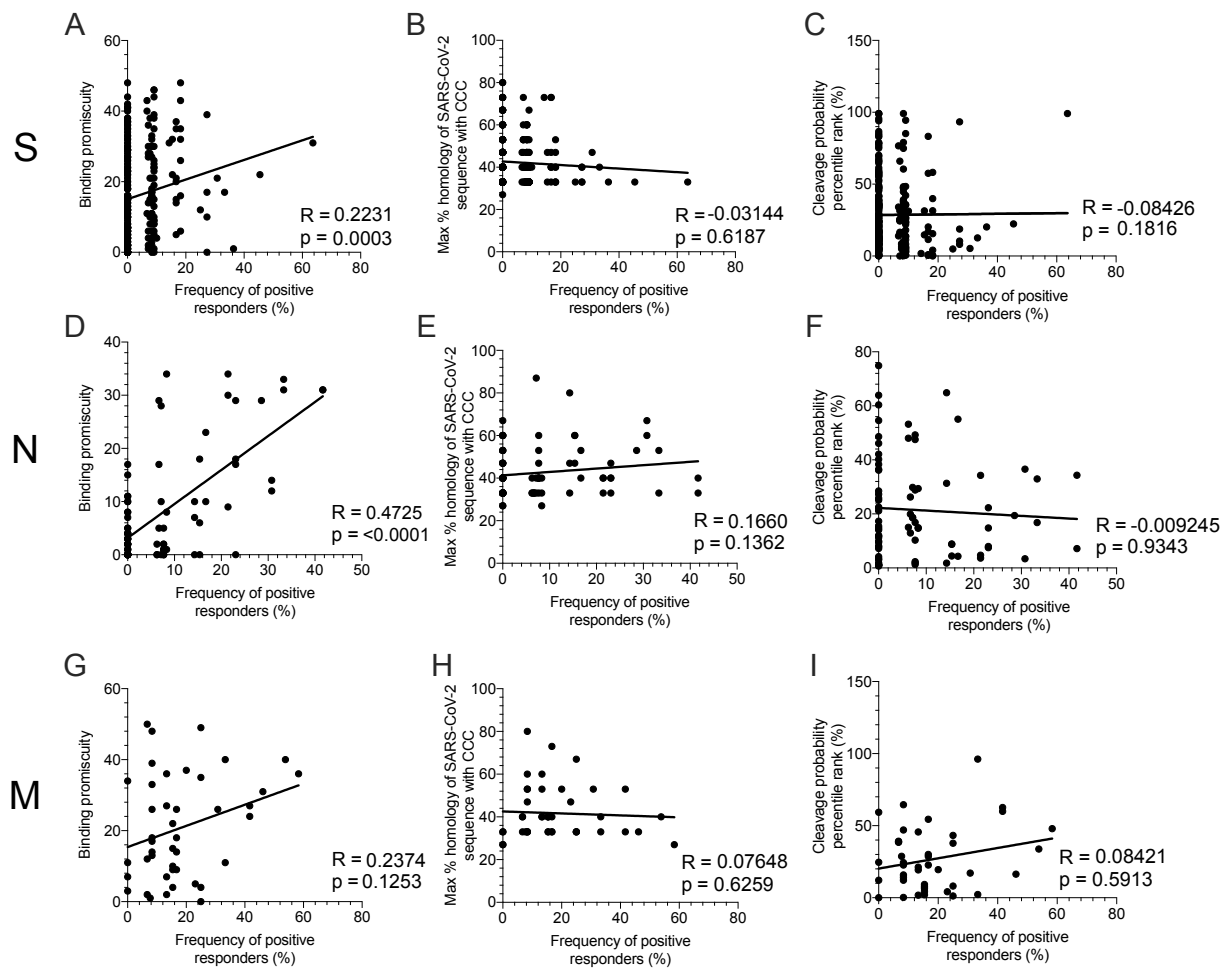 S
A
Binding promiscuity
60
40
20
0
0 20 40 60 80
Frequency of positive
responders (%)
R = 0.2231
p = 0.0003
B
Max % homology of SARS-CoV-2
sequence with CCC
100
80
60
40
20
0
0 20 40 60 80
Frequency of positive
responders (%)
R = -0.03144
p = 0.6187
C
Cleavage probability
percentile rank (%)
150
100
50
0
0 20 40 60 80
Frequency of positive
responders (%)
R = -0.08426
p = 0.1816
N
D
Binding promiscuity
40
30
20
10
0
0 10 20 30 40 50
Frequency of positive
responders (%)
R = 0.4725
p = <0.0001
E
Max % homology of SARS-CoV-2
sequence with CCC
100
80
60
40
20
0
0 10 20 30 40 50
Frequency of positive
responders (%)
R = 0.1660
p = 0.1362
F
Cleavage probability
percentile rank (%)
80
60
40
20
0
0 10 20 30 40 50
Frequency of positive
responders (%)
R = -0.009245
p = 0.9343
M
G
Binding promiscuity
60
40
20
0
0 20 40 60 80
Frequency of positive
responders (%)
R = 0.2374
p = 0.1253
H
Max % homology of SARS-CoV-2
sequence with CCC
100
80
60
40
20
0
0 20 40 60 80
Frequency of positive
responders (%)
R = 0.07648
p = 0.6259
I
Cleavage probability
percentile rank (%)
150
100
50
0
0 20 40 60 80
Frequency of positive
responders (%)
R = 0.08421
p = 0.5913